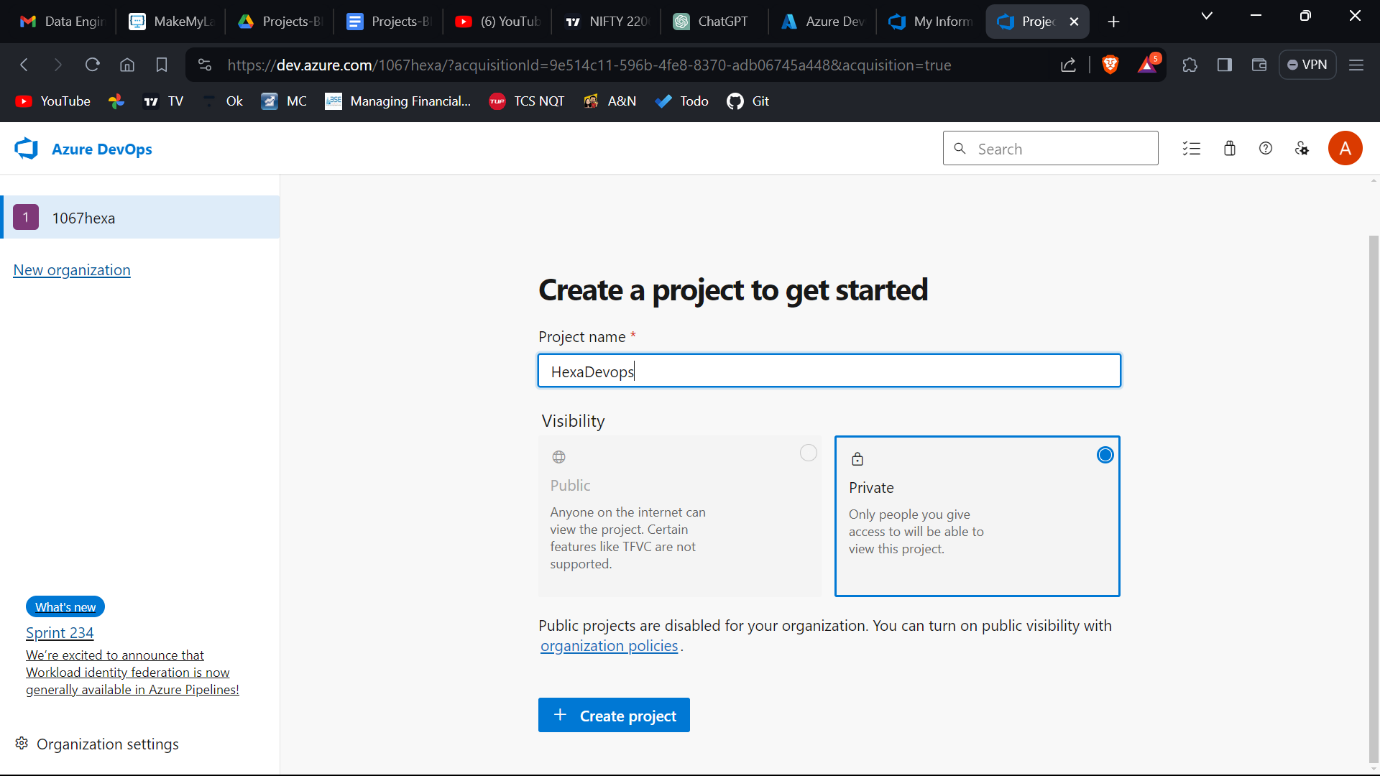 Data Engin
MakeMyLa
Projects-Bl
Projects-Bl
(6) YouTub
NIFTY 220
ChatGPT
Azure Dev
My Inform
Projec
https://dev.azure.com/1067hexa/?acquisitionId=9e514c11-596b-4fe8-8370-adb06745a448&acquisition=true
5
VPN
YouTube
TV
Ok
MC
Managing Financial...
TCS NQT
A&N
Todo
Git
Azure DevOps
Search
A
1 1067hexa
New organization
Create a project to get started
Project name *
HexaDevops
Visibility
Public
Anyone on the internet can
view the project. Certain
features like TFVC are not
supported.
Private
Only people you give
access to will be able to
view this project.
Public projects are disabled for your organization. You can turn on public visibility with
organization policies.
+ Create project
What's new
Sprint 234
We're excited to announce that
Workload identity federation is now
generally available in Azure Pipelines!
Organization settings